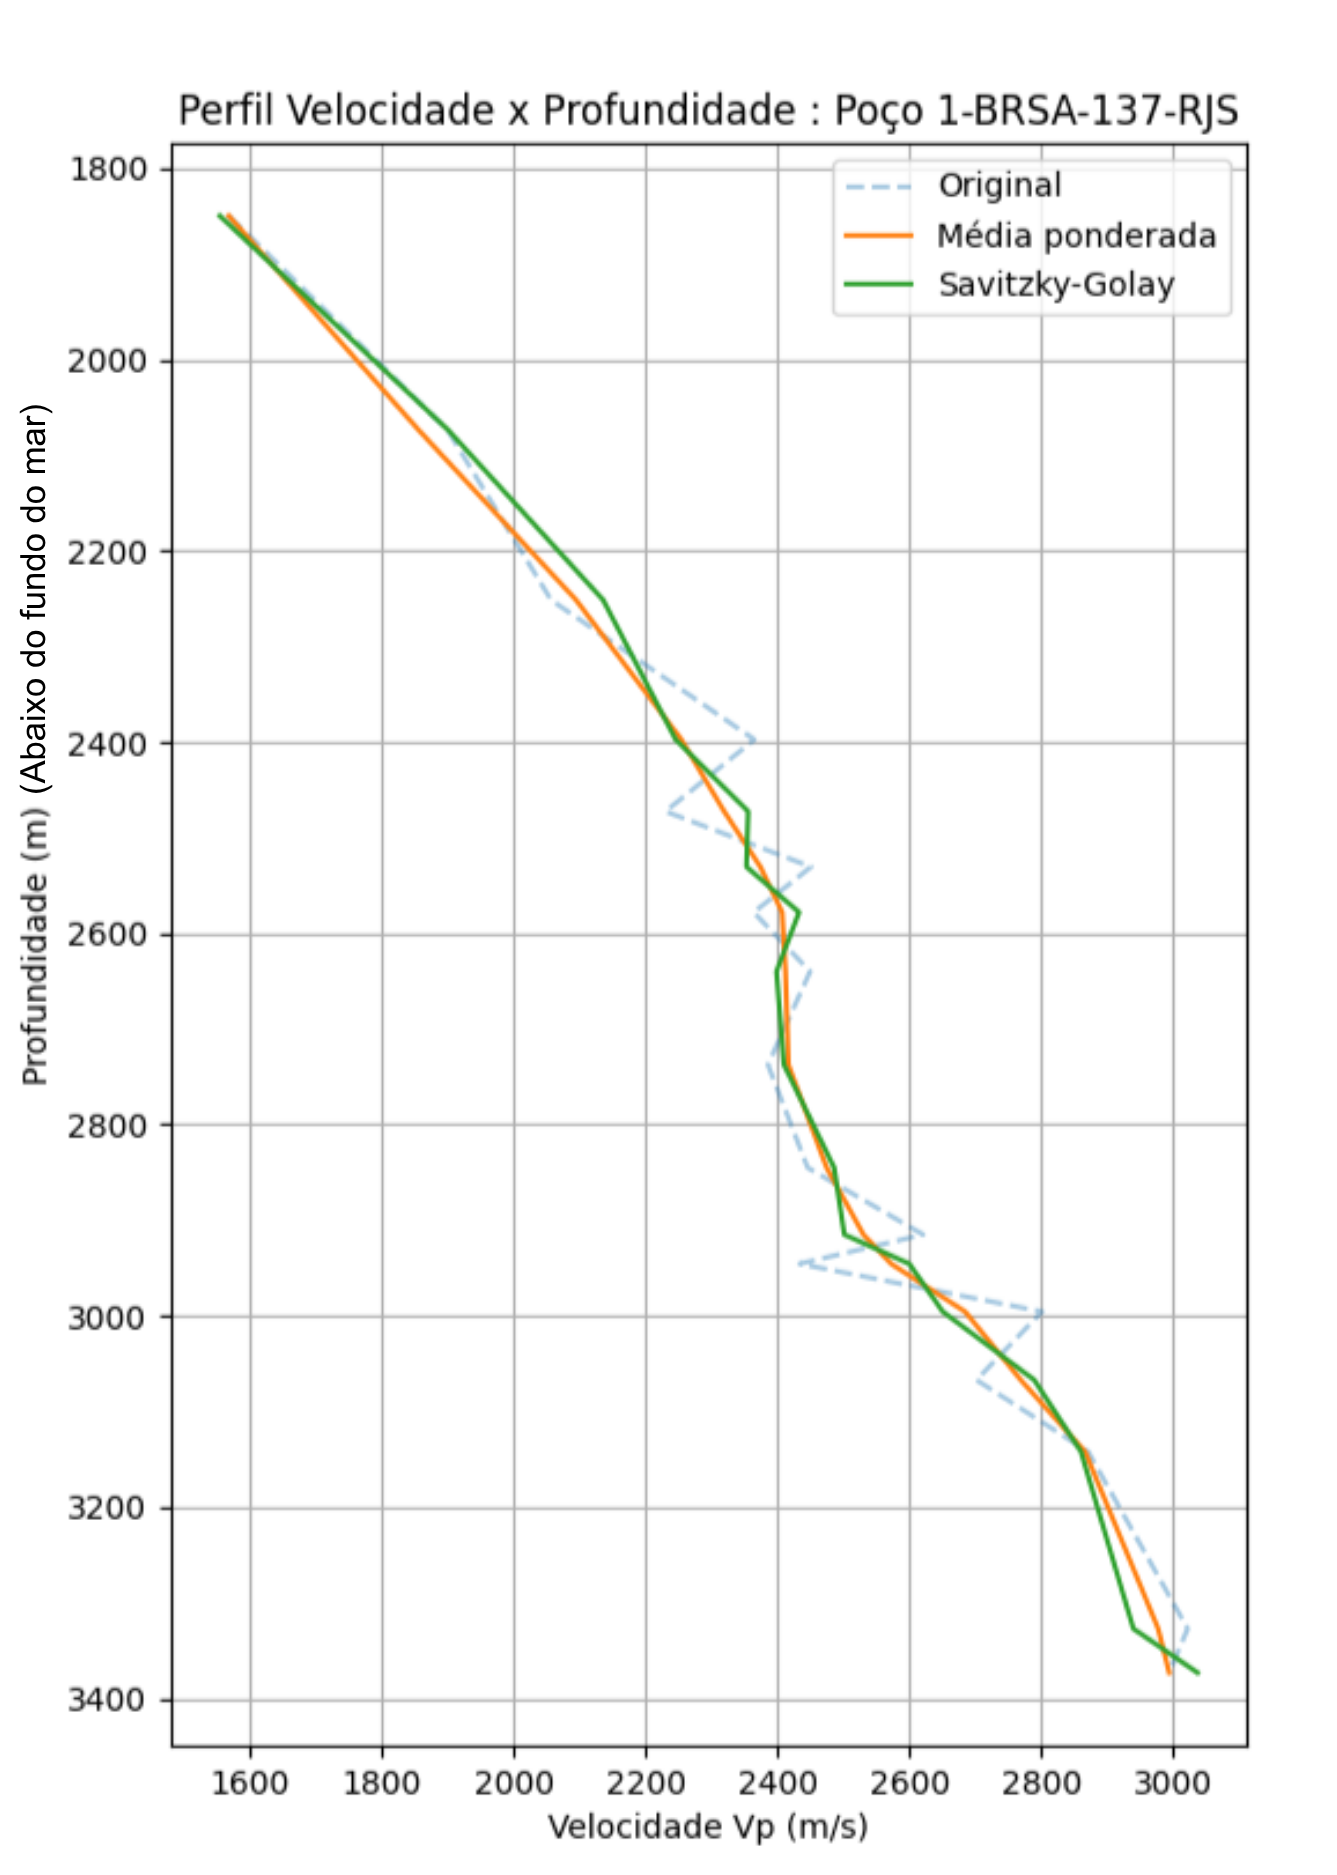 Perfil Velocidade x Profundidade : Poço 1-BRSA-137-RJS
Original
Média ponderada
Savitzky-Golay
1800
2000
2200
2400
2600
2800
3000
3200
3400
Profundidade (m) (Abaixo do fundo do mar)
1600 1800 2000 2200 2400 2600 2800 3000
Velocidade Vp (m/s)